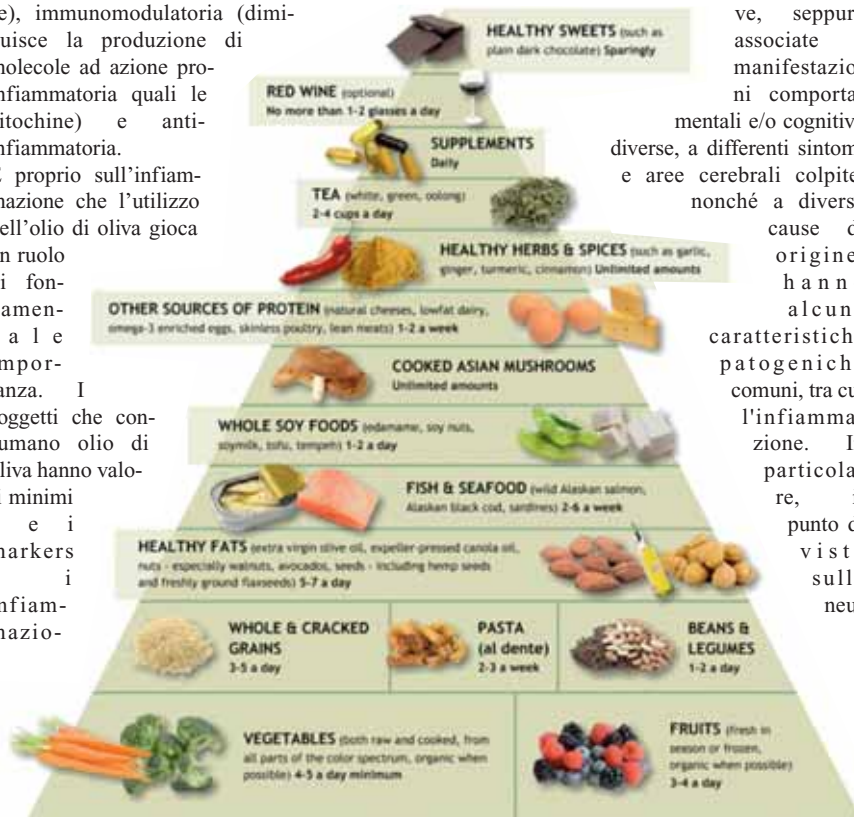 e), immunomodulatoria (dimi-
uisce la produzione di
molecole ad azione pro-
nfiammatoria quali le
itochine) e anti-
nfiammatoria.
È proprio sull'infiam-
mazione che l'utilizzo
ell'olio di oliva gioca
n ruolo
i fon-
amen-
ale
mpor-
anza. I
oggetti che con-
umano olio di
liva hanno valo-
i minimi
e i
markers
i
nfiam-
mazio-
HEALTHY SWEETS (such as
plain dark chocolate) Sparingly
RED WINE (optional)
No more than 1-2 glasses a day
SUPPLEMENTS
Daily
TEA (white, green, oolong)
2-4 cups a day
HEALTHY HERBS & SPICES (such as garlic,
ginger, turmeric, cinnamon) Unlimited amounts
OTHER SOURCES OF PROTEIN (natural cheeses, lowfat dairy,
omega-3 enriched eggs, skinless poultry, lean meats) 1-2 a week
COOKED ASIAN MUSHROOMS
Unlimited amounts
WHOLE SOY FOODS (edamame, soy nuts,
soymilk, tofu, tempeh) 1-2 a day
FISH & SEAFOOD (wild Alaskan salmon,
Alaskan black cod, sardines) 2-6 a week
HEALTHY FATS (extra virgin olive oil, expeller-pressed canola oil,
nuts - especially walnuts, avocados, seeds - including hemp seeds
and freshly ground flaxseeds) 5-7 a day
WHOLE & CRACKED
GRAINS
3-5 a day
PASTA
(al dente)
2-3 a week
BEANS &
LEGUMES
1-2 a day
VEGETABLES (both raw and cooked, from
all parts of the color spectrum, organic when
possible) 4-5 a day minimum
FRUITS (fresh in
season or frozen,
organic when possible)
3-4 a day
ve, seppur
associate
manifestazio
ni comporta
mentali e/o cognitiv
diverse, a differenti sintom
e aree cerebrali colpite
nonché a divers
cause d
origine
hann
alcun
caratteristich
patogenich
comuni, tra cu
l'infiamma
zione. I
particola
re, i
punto d
vist
sull
neu